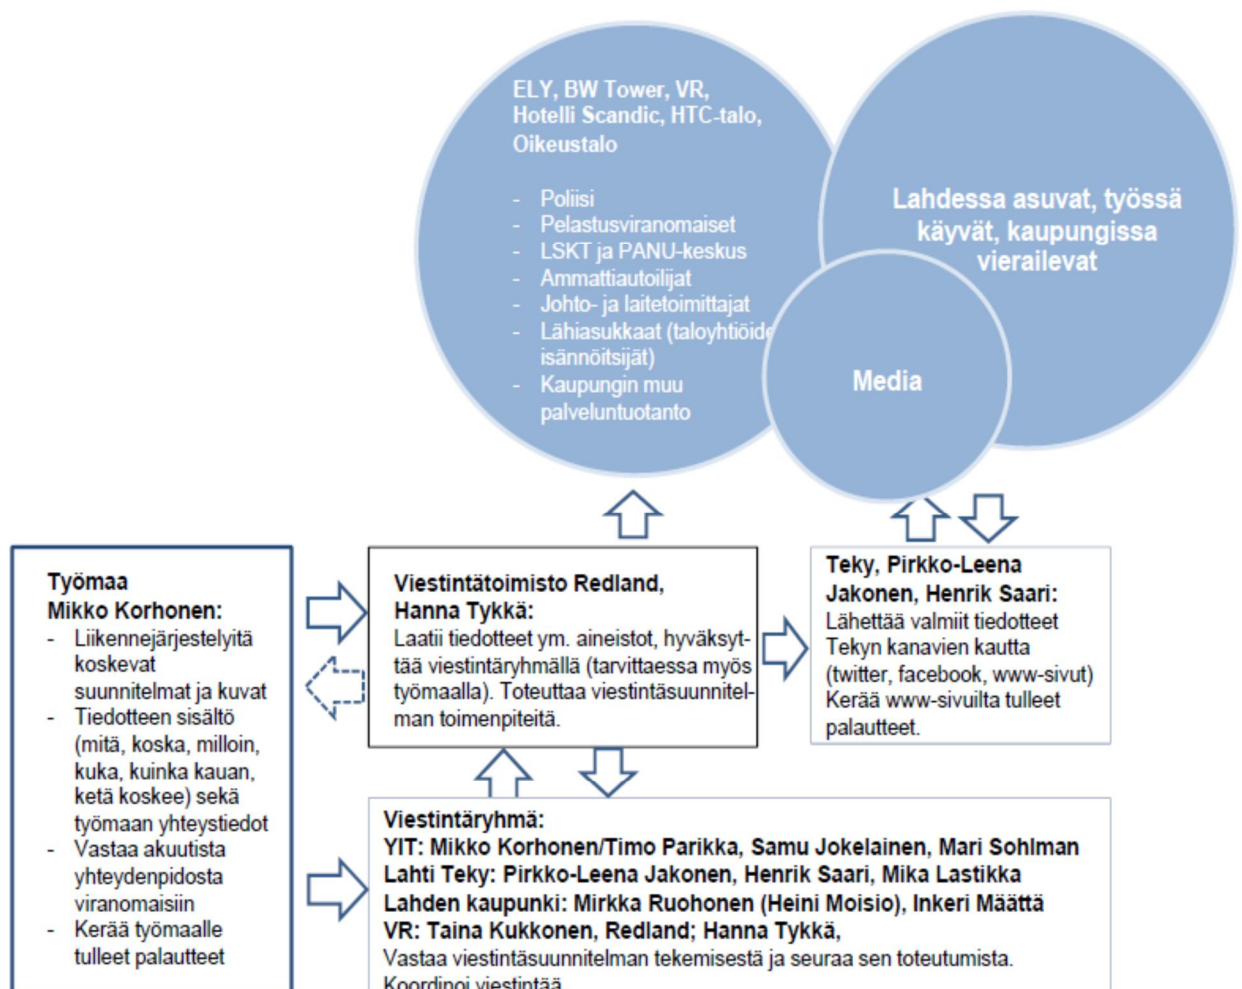 ELY, BW Tower, VR,
Hotelli Scandic, HTC-talo,
Oikeustalo
- Poliisi
- Pelastusviranomaiset
- LSKT ja PANU-keskus
- Ammattiautoilijat
- Johto- ja laitetoimittajat
- Lähiasukkaat (taloyhtiöide
isännöitsijät)
- Kaupungin muu
palveluntuotanto
Lahdessa asuvat, työssä
käyvät, kaupungissa
vierailevat
Media
Työmaa
Mikko Korhonen:
- Liikennejärjestelyitä
koskevat
suunnitelmat ja kuvat
- Tiedotteen sisältö
(mitä, koska, milloin,
kuka, kuinka kauan,
ketä koskee) sekä
työmaan yhteystiedot
- Vastaa akuutista
yhteydenpidosta
viranomaisiin
- Kerää työmaalle
tulleet palautteet
Viestintätoimisto Redland,
Hanna Tykkä:
Laatii tiedotteet ym. aineistot, hyväksyt-
tää viestintäryhmällä (tarvittaessa myös
työmaalla). Toteuttaa viestintäsuunnitel-
man toimenpiteitä.
Teky, Pirkko-Leena
Jakonen, Henrik Saari:
Lähettää valmiit tiedotteet
Tekyn kanavien kautta
(twitter, facebook, www-sivut)
Kerää www-sivuilta tulleet
palautteet.
Viestintäryhmä:
YIT: Mikko Korhonen/Timo Parikka, Samu Jokelainen, Mari Sohlman
Lahti Teky: Pirkko-Leena Jakonen, Henrik Saari, Mika Lastikka
Lahden kaupunki: Mirkka Ruohonen (Heini Moisio), Inkeri Määttä
VR: Taina Kukkonen, Redland; Hanna Tykkä,
Vastaa viestintäsuunnitelman tekemisestä ja seuraa sen toteutumista.
Koordinoi viestintää